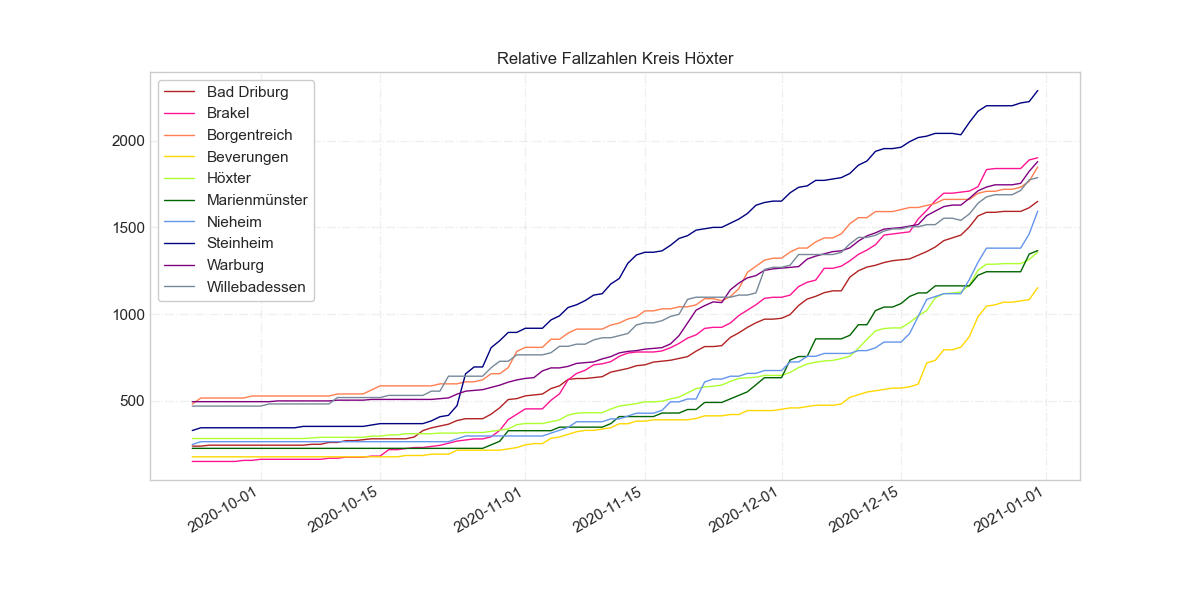 Relative Fallzahlen Kreis Höxter
Bad Driburg
Brakel
Borgentreich
Beverungen
Höxter
Marienmünster
Nieheim
Steinheim
Warburg
Willebadessen
2000
1500
1000
500
2020-10-01
2020-10-15
2020-11-01
2020-11-15
2020-12-01
2020-12-15
2021-01-01